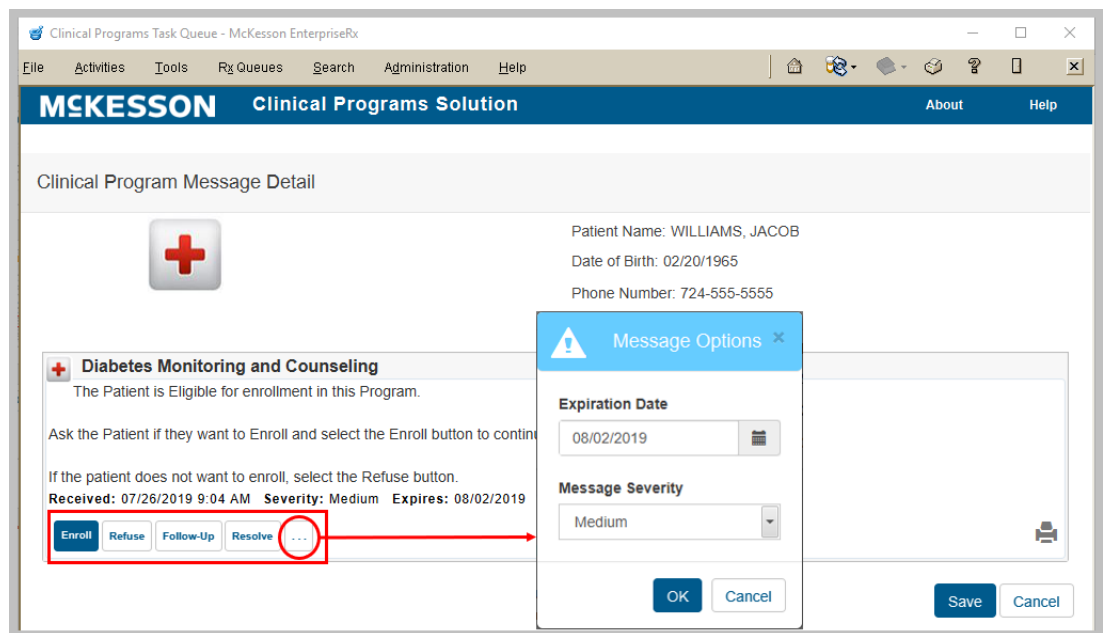 Clinical Programs Task Queue - McKesson EnterpriseRx
File Activities Tools Rx Queues Search Administration Help
MCKESSON Clinical Programs Solution About Help
Clinical Program Message Detail
Patient Name: WILLIAMS, JACOB
Date of Birth: 02/20/1965
Phone Number: 724-555-5555
Diabetes Monitoring and Counseling
The Patient is Eligible for enrollment in this Program.
Ask the Patient if they want to Enroll and select the Enroll button to
If the patient does not want to enroll, select the Refuse button.
Received: 07/26/2019 9:04 AM Severity: Medium Expires: 08/02/2019
Enroll Refuse Follow-Up Resolve ...
Message Options ×
Expiration Date
08/02/2019
Message Severity
Medium
OK Cancel
Save Cancel